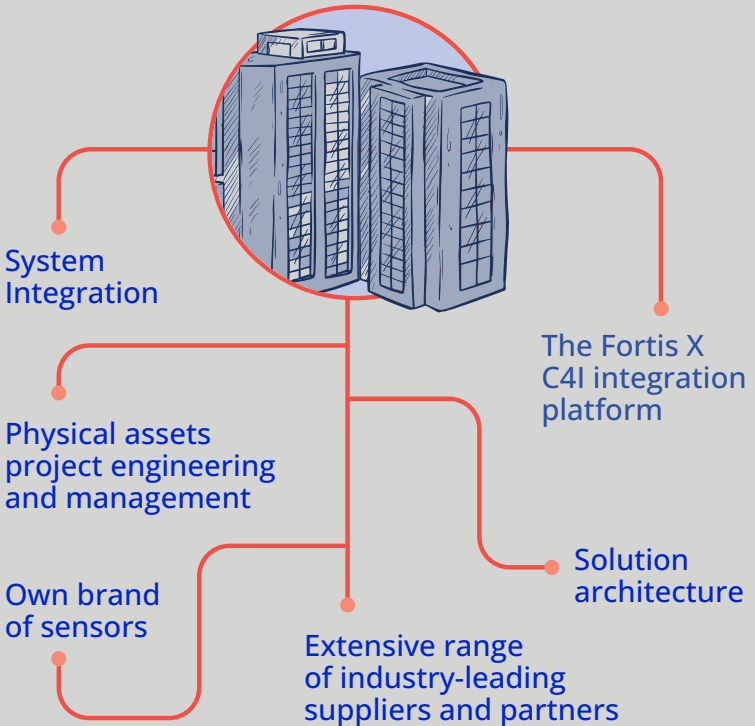 System
Integration
The Fortis X
C4I integration
platform
Physical assets
project engineering
and management
Solution
architecture
Own brand
of sensors
Extensive range
of industry-leading
suppliers and partners